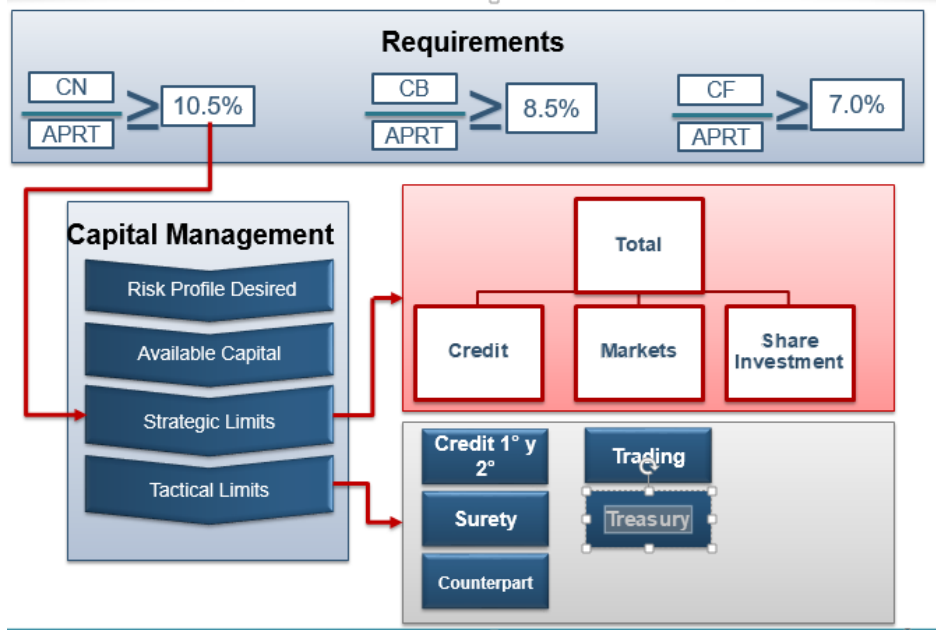 Requirements
CN
APRT
≥
10.5%
CB
APRT
≥
8.5%
CF
APRT
≥
7.0%
Capital Management
Risk Profile Desired
Available Capital
Strategic Limits
Tactical Limits
Total
Credit
Markets
Share
Investment
Credit 1° y
2°
Surety
Counterpart
Trading
Treasury